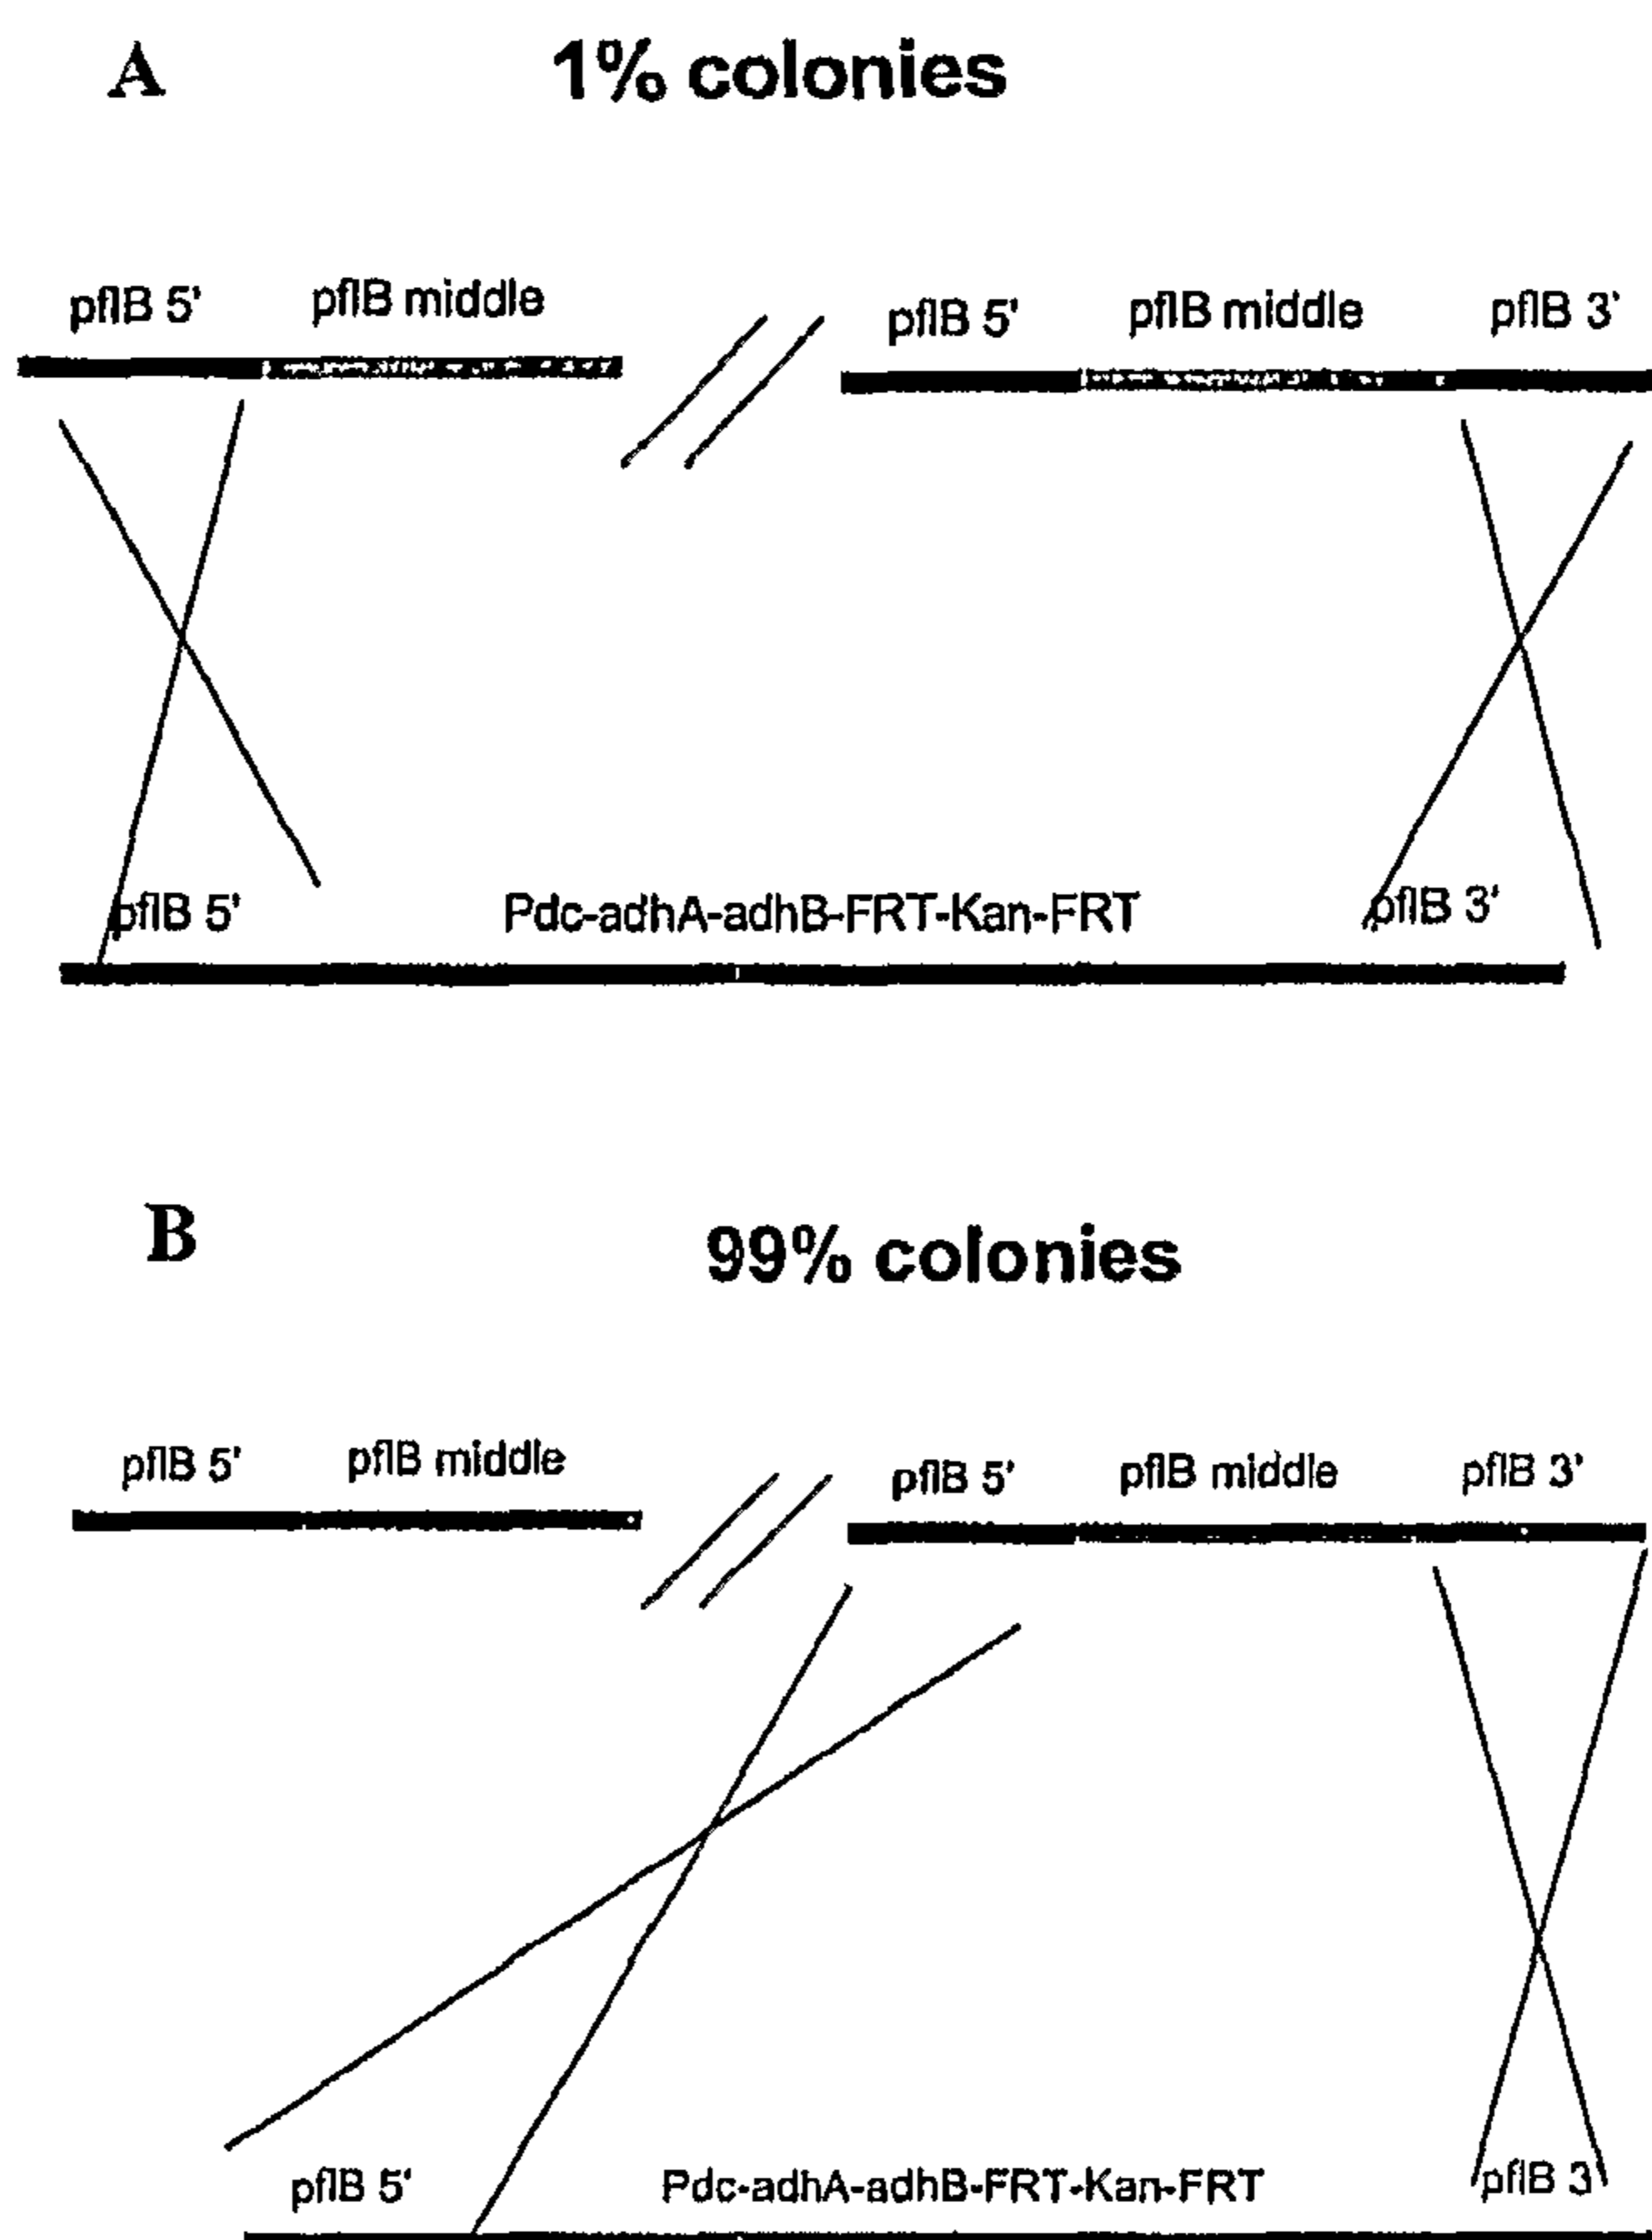 A
1% colonies
pflB 5' pflB middle pflB 5' pflB middle pflB 3'
pflB 5' Pdc-adhA-adhB-FRT-Kan-FRT pflB 3'
B
99% colonies
pflB 5' pflB middle pflB 5' pflB middle pflB 3'
pflB 5' Pdc-adhA-adhB-FRT-Kan-FRT pflB 3'